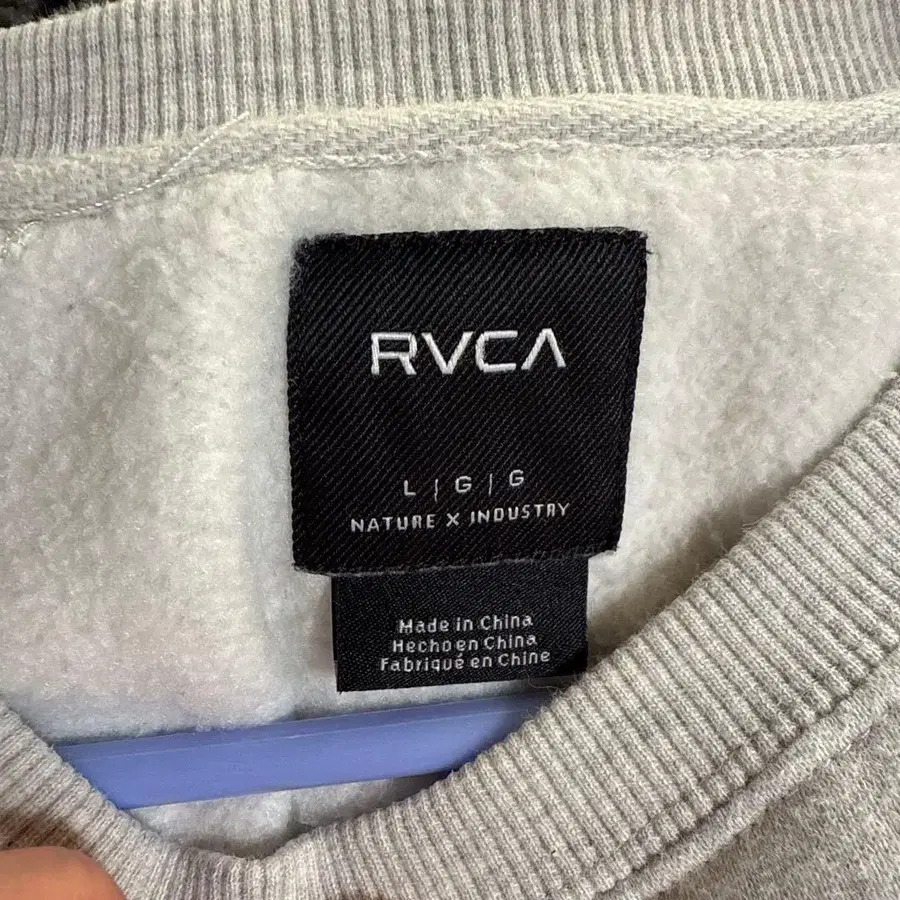 RVCA
L | G | G
NATURE X INDUSTRY
Made in China
Hecho en China
Fabriqué en Chine